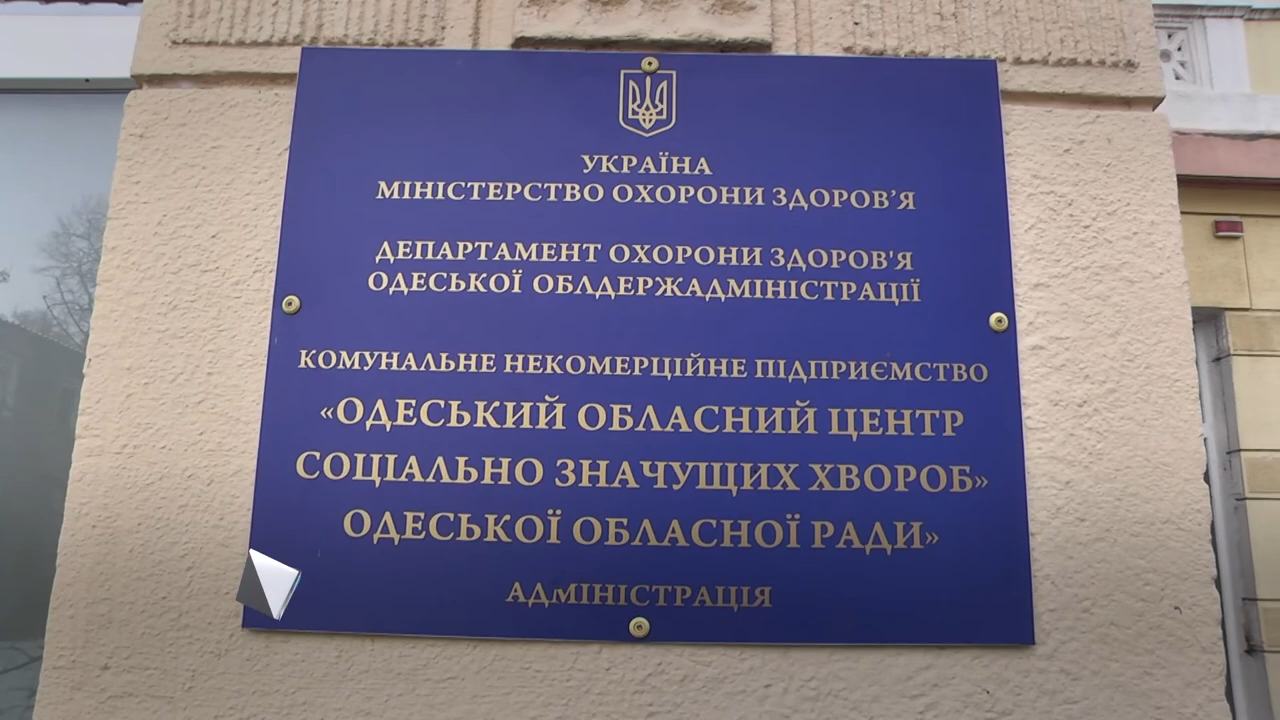 УКРАЇНА
МІНІСТЕРСТВО ОХОРОНИ ЗДОРОВ’Я
ДЕПАРТАМЕНТ ОХОРОНИ ЗДОРОВ'Я
ОДЕСЬКОЇ ОБЛДЕРЖАДМІНІСТРАЦІЇ
КОМУНАЛЬНЕ НЕКОМЕРЦІЙНЕ ПІДПРИЄМСТВО
«ОДЕСЬКИЙ ОБЛАСНИЙ ЦЕНТР
СОЦІАЛЬНО ЗНАЧУЩИХ ХВОРОБ»
ОДЕСЬКОЇ ОБЛАСНОЇ РАДИ»
АДмІНІСТРАЦІЯ